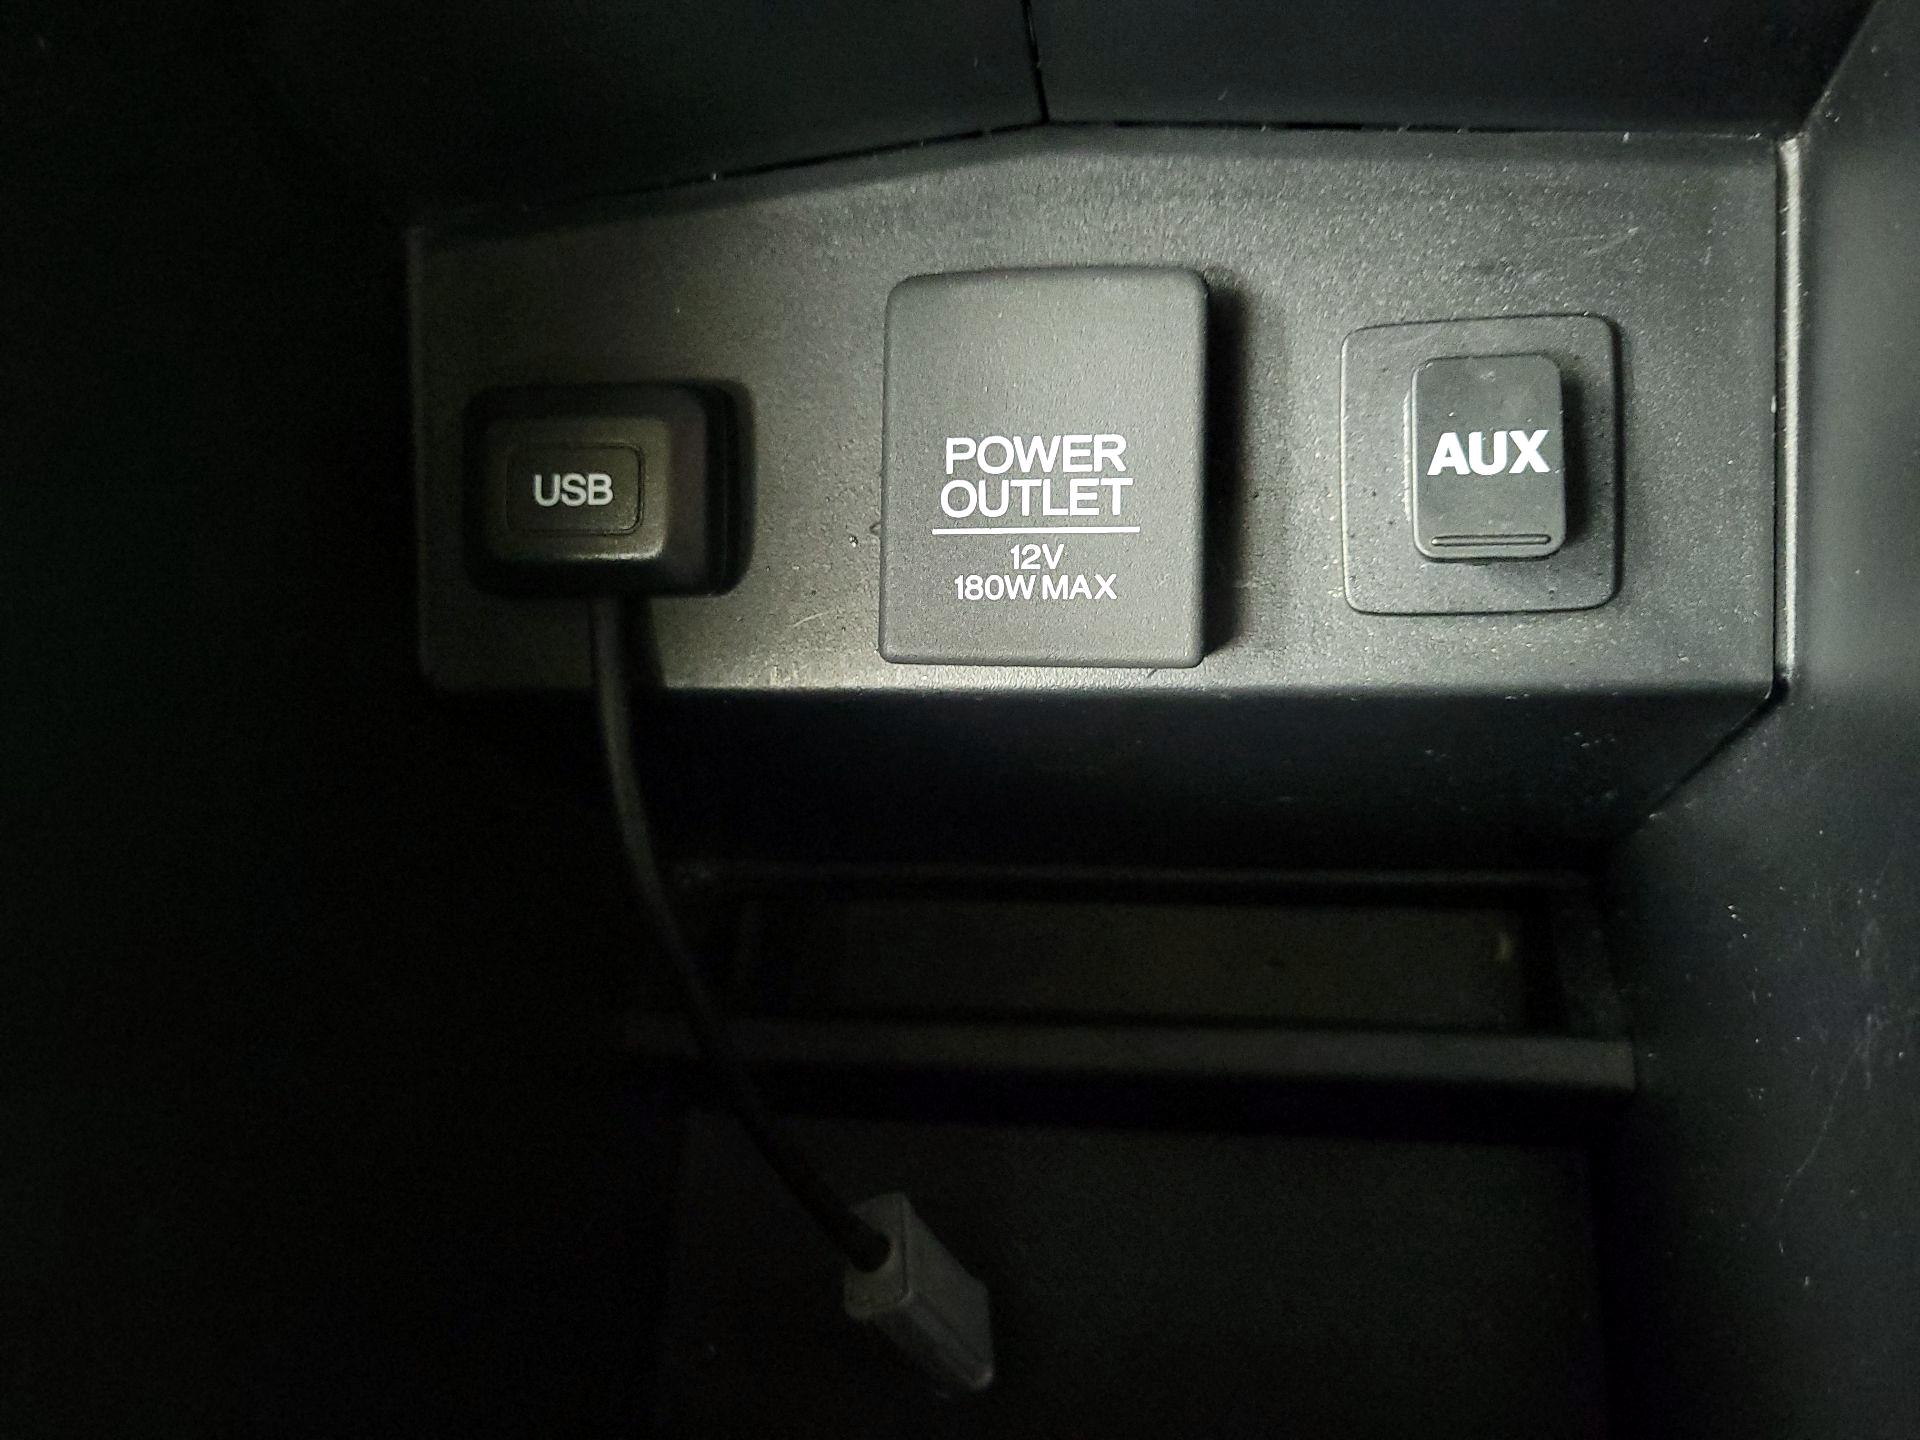 USB
POWER
OUTLET
12V
180W MAX
AUX